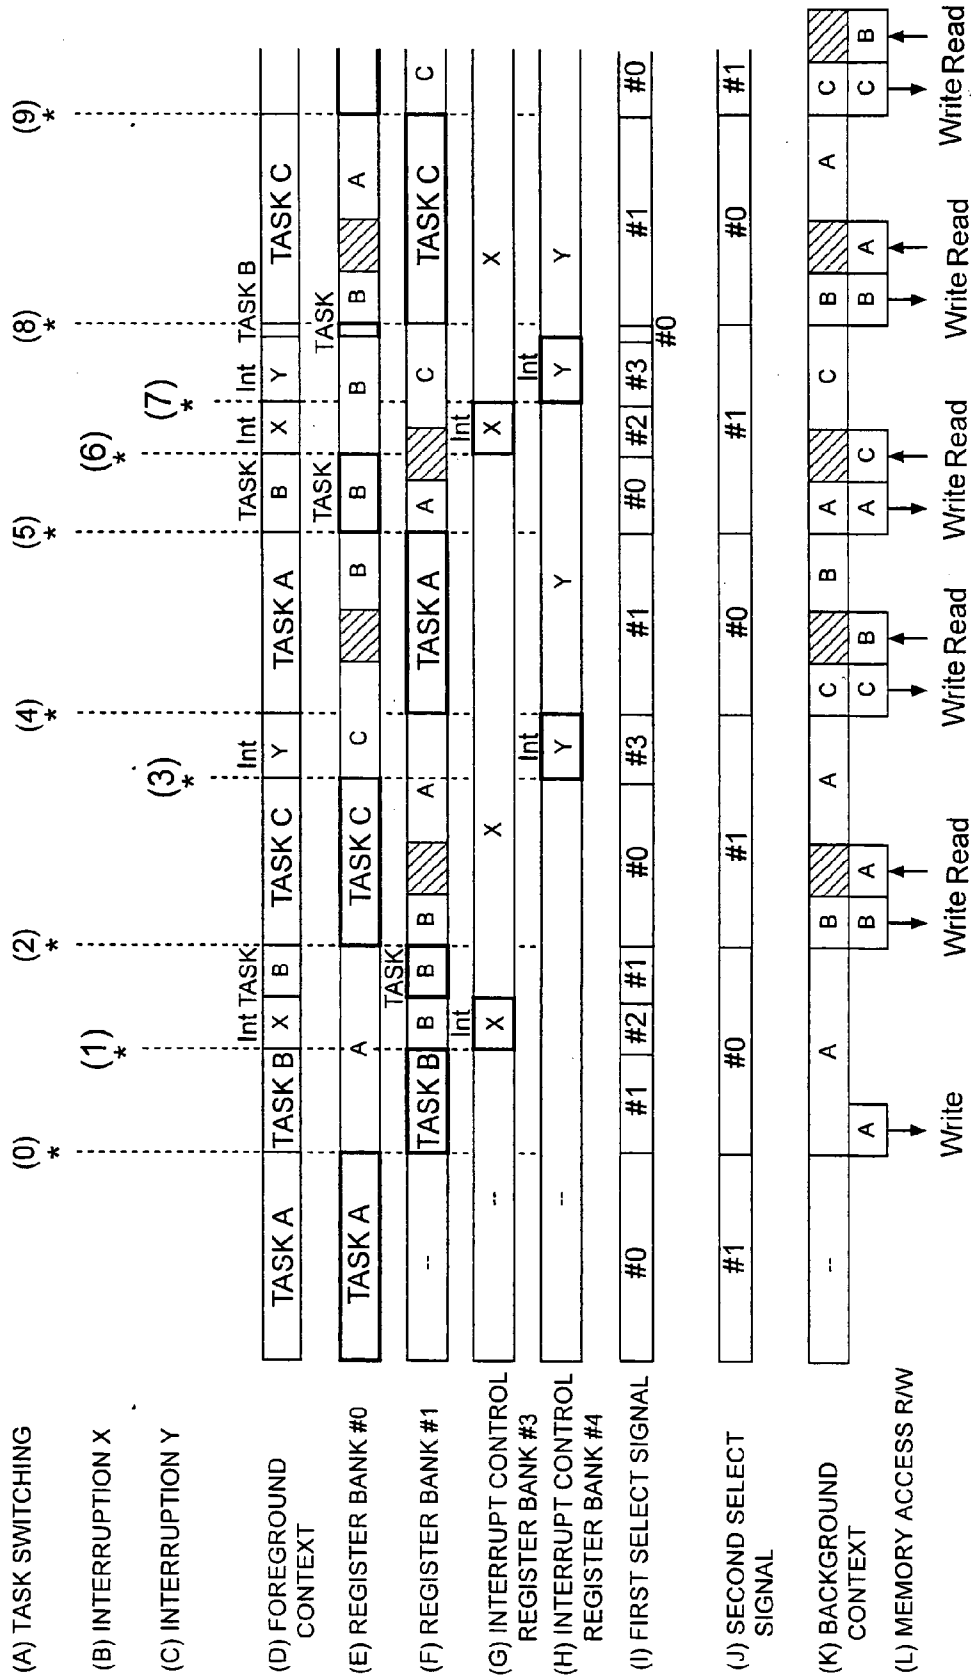 (A) TASK SWITCHING
(0) (2) (4) (5) (8) (9)
* * * * * *
(B) INTERRUPTION X
(1) (6)
* *
(C) INTERRUPTION Y
(3) (7)
* *
Int TASK Int TASK Int Int TASK B
(D) FOREGROUND
CONTEXT
TASK A TASK B X B TASK C Y TASK A B X Y TASK C
TASK TASK
(E) REGISTER BANK #0
TASK A A TASK C C B B B B A
TASK
(F) REGISTER BANK #1
-- TASK B B B B A TASK A A C TASK C C
Int Int
(G) INTERRUPT CONTROL
REGISTER BANK #3
-- X X X X
Int Int
(H) INTERRUPT CONTROL
REGISTER BANK #4
-- Y Y Y Y
(I) FIRST SELECT SIGNAL
#0 #1 #2 #1 #0 #3 #1 #0 #2 #3 #1 #0
#0
(J) SECOND SELECT
SIGNAL
#1 #0 #1 #0 #1 #0 #1
(K) BACKGROUND
CONTEXT
-- A B A C B A C B A C
A B A C B A C B A C B
(L) MEMORY ACCESS R/W
Write Write Read Write Read Write Read Write Read Write Read